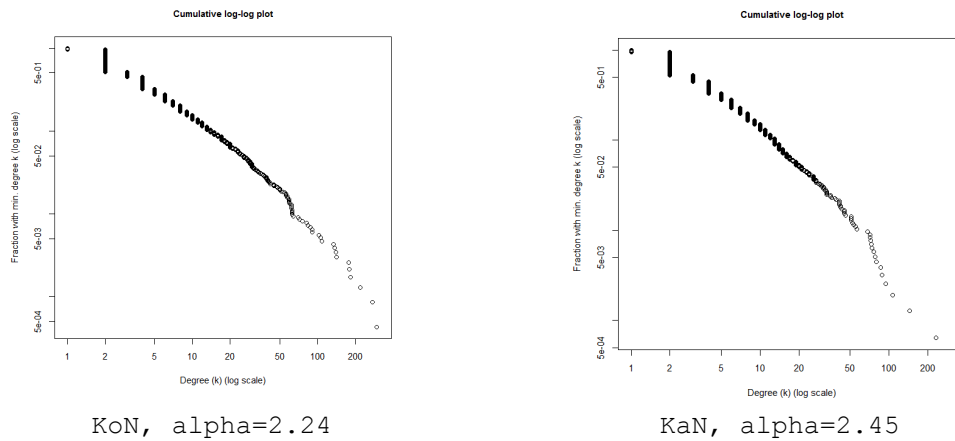 Cumulative log-log plot
Fraction with min. degree k (log scale)
5e-01
5e-02
5e-03
5e-04
1 2 5 10 20 50 100 200
Degree (k) (log scale)
KoN, alpha=2.24
Cumulative log-log plot
Fraction with min. degree k (log scale)
5e-01
5e-02
5e-03
5e-04
1 2 5 10 20 50 100 200
Degree (k) (log scale)
KaN, alpha=2.45